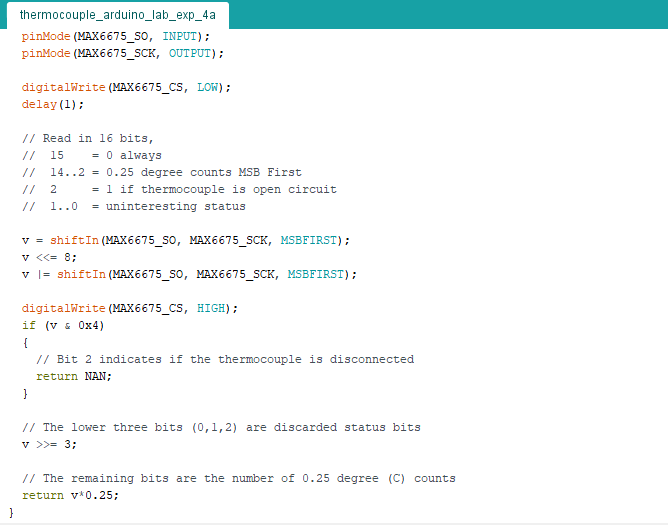 thermocouple_arduino_lab_exp_4a
pinMode(MAX6675_SO, INPUT);
pinMode(MAX6675_SCK, OUTPUT);
digitalWrite(MAX6675_CS, LOW);
delay(1);
// Read in 16 bits,
//  15    = 0 always
//  14..2 = 0.25 degree counts MSB First
//  2     = 1 if thermocouple is open circuit
//  1..0  = uninteresting status
v = shiftIn(MAX6675_SO, MAX6675_SCK, MSBFIRST);
v <<= 8;
v |= shiftIn(MAX6675_SO, MAX6675_SCK, MSBFIRST);
digitalWrite(MAX6675_CS, HIGH);
if (v & 0x4)
{
// Bit 2 indicates if the thermocouple is disconnected
return NAN;
}
// The lower three bits (0,1,2) are discarded status bits
v >>= 3;
// The remaining bits are the number of 0.25 degree (C) counts
return v*0.25;
}